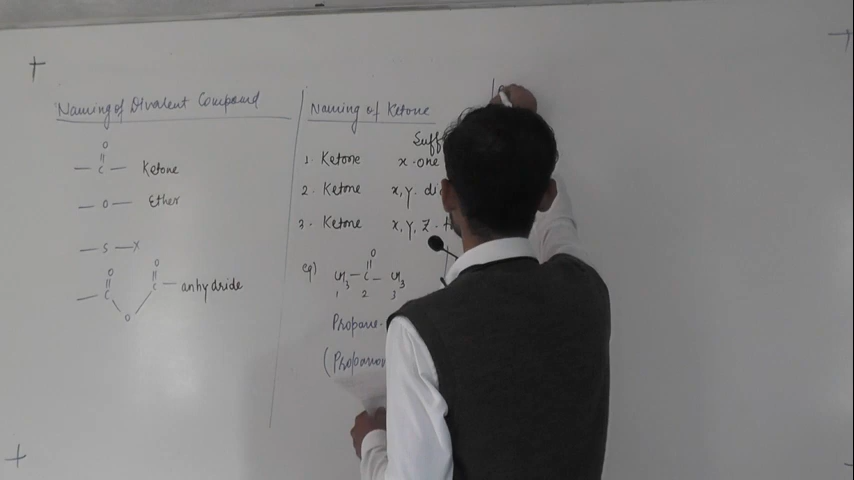 Naming of Divalent Compound
O
— C — Ketone
— O — Ether
— S — X
O O
— C C — anhydride
O
Naming of Ketone
Suff
1. Ketone x-one
2. Ketone x, y. di
3. Ketone x, y, z - t
O
eg) CH3 — C — CH3
1 2 3
Propane-
(Propanon